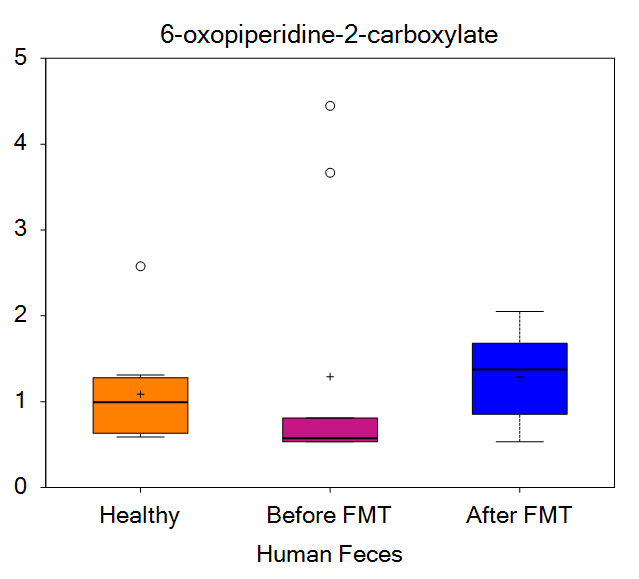 6-oxopiperidine-2-carboxylate
5
4
3
2
1
0
Healthy Before FMT After FMT
Human Feces